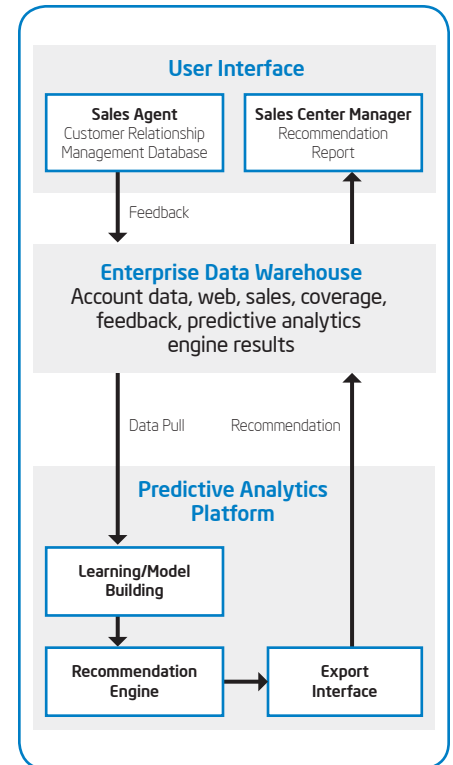 User Interface
Sales Agent
Customer Relationship
Management Database
Sales Center Manager
Recommendation
Report
Feedback
Enterprise Data Warehouse
Account data, web, sales, coverage,
feedback, predictive analytics
engine results
Data Pull
Recommendation
Predictive Analytics
Platform
Learning/Model
Building
Recommendation
Engine
Export
Interface